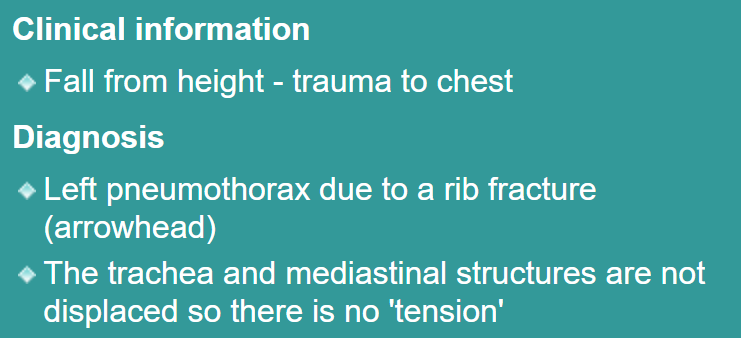 Clinical information
Fall from height - trauma to chest
Diagnosis
Left pneumothorax due to a rib fracture
(arrowhead)
The trachea and mediastinal structures are not
displaced so there is no 'tension'